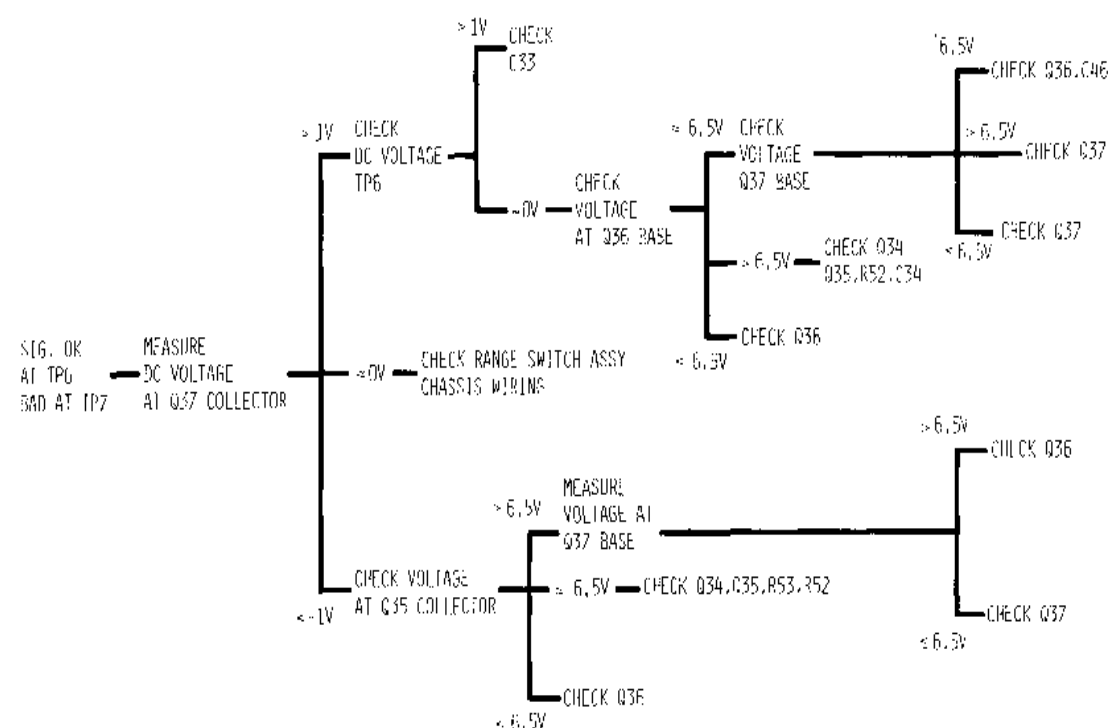 SIG. OK
AT TP6
BAD AT TP7
MEASURE
DC VOLTAGE
AT Q37 COLLECTOR
>1V
CHECK
DC VOLTAGE
TP6
>1V
CHECK
C33
≈0V
CHECK
VOLTAGE
AT Q36 BASE
≈ 6.5V
CHECK
VOLTAGE
Q37 BASE
6.5V
CHECK Q36,C46
>6.5V
CHECK Q37
<6.5V
CHECK Q37
> 6.5V
CHECK Q34
Q35,R52,C34
< 6.5V
CHECK Q36
≈0V
CHECK RANGE SWITCH ASSY
CHASSIS WIRING
<-1V
CHECK VOLTAGE
AT Q35 COLLECTOR
>6.5V
MEASURE
VOLTAGE AT
Q37 BASE
>6.5V
CHECK Q36
≤6.5V
CHECK Q37
≈ 6.5V
CHECK Q34,Q35,R53,R52
< 6.5V
CHECK Q36